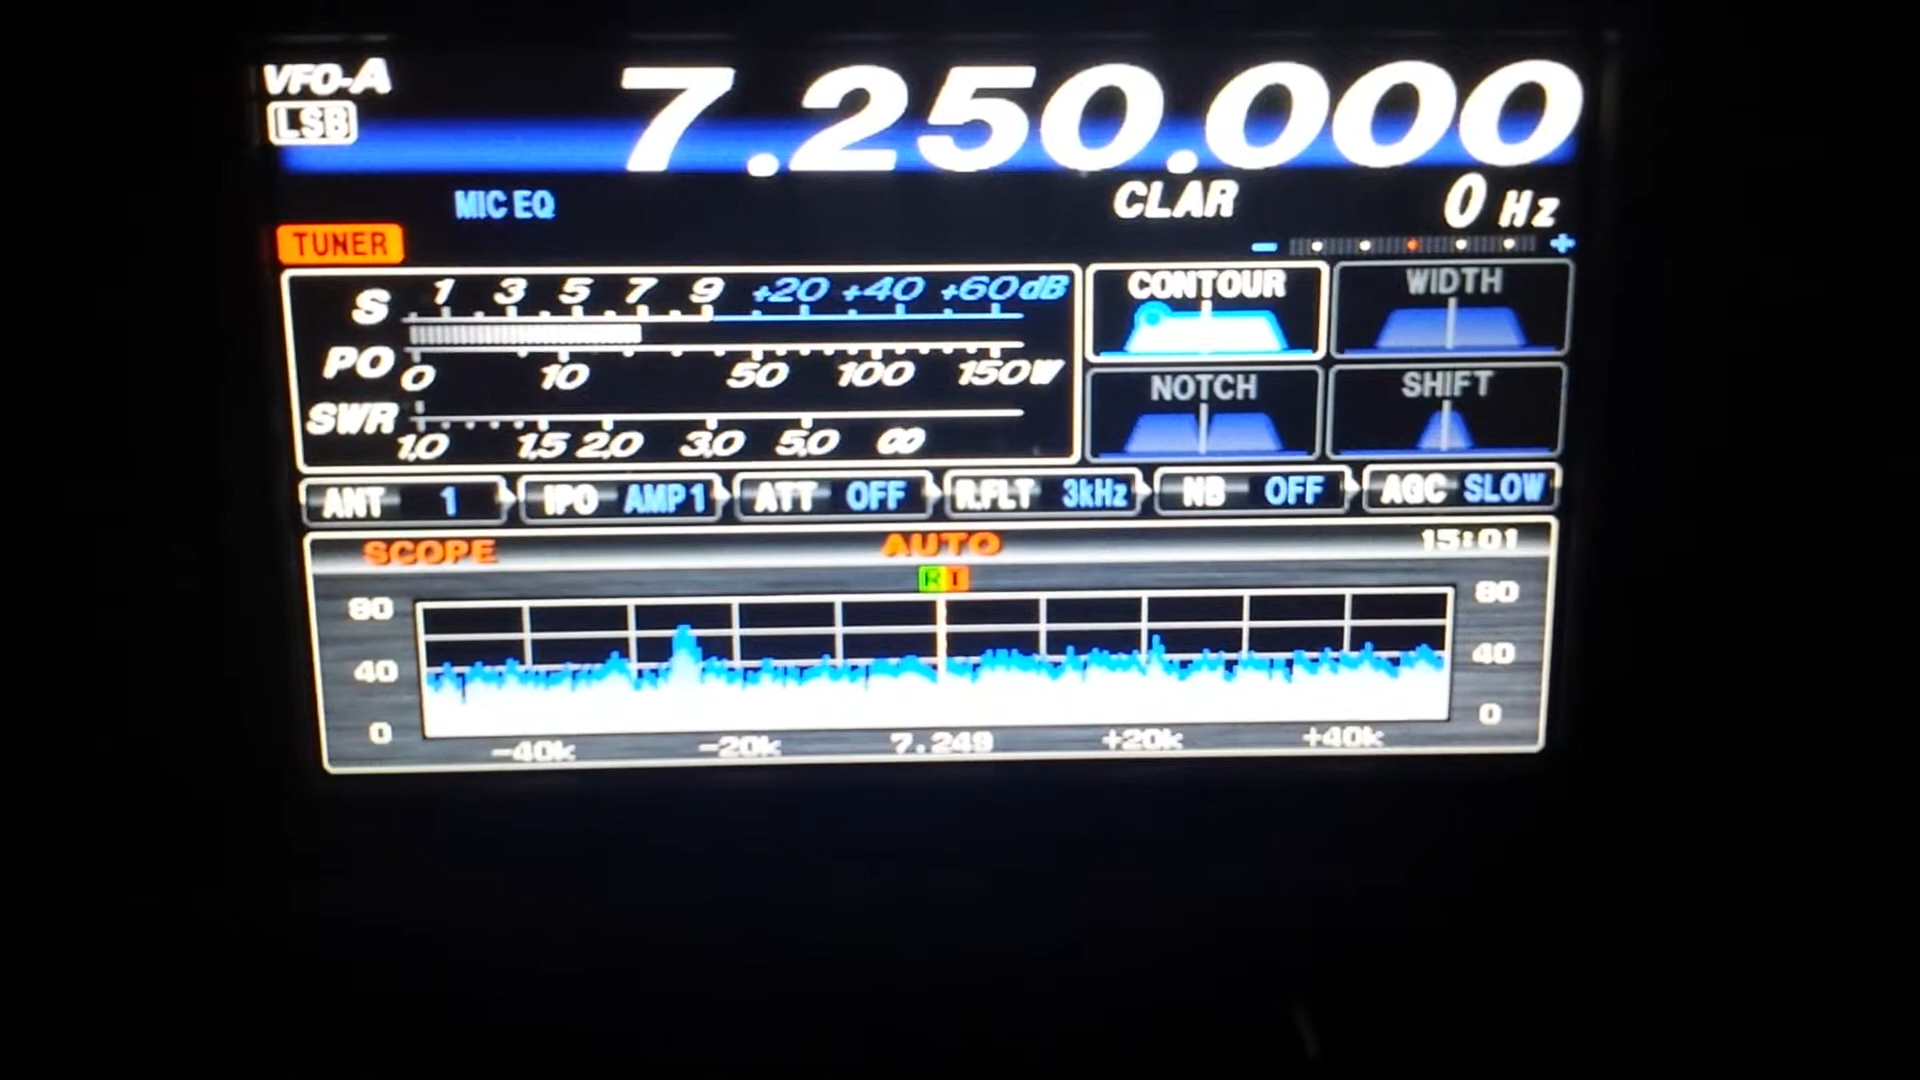 VFO-A 7.250.000
LSB
MIC EQ CLAR 0 Hz
TUNER - +
S 1 3 5 7 9 +20 +40 +60dB CONTOUR WIDTH
PO 0 10 50 100 150W NOTCH SHIFT
SWR 1.0 1.5 2.0 3.0 5.0 ∞
ANT 1 IPO AMP1 ATT OFF R.FLT 3kHz NB OFF AGC SLOW
SCOPE AUTO 15:01
R T
80 80
40 40
0 0
-40k -20k 7.249 +20k +40k